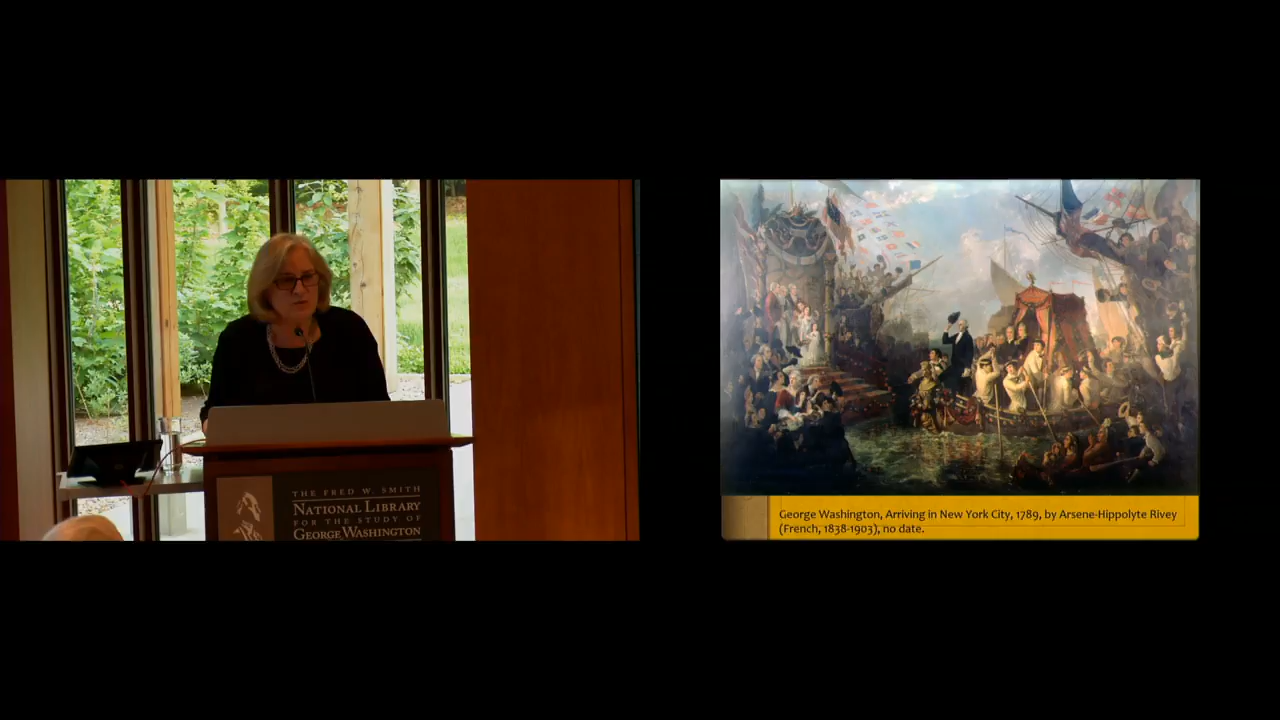 THE FRED W. SMITH
NATIONAL LIBRARY
FOR THE STUDY OF
GEORGE WASHINGTON
George Washington, Arriving in New York City, 1789, by Arsene-Hippolyte Rivey
(French, 1838-1903), no date.